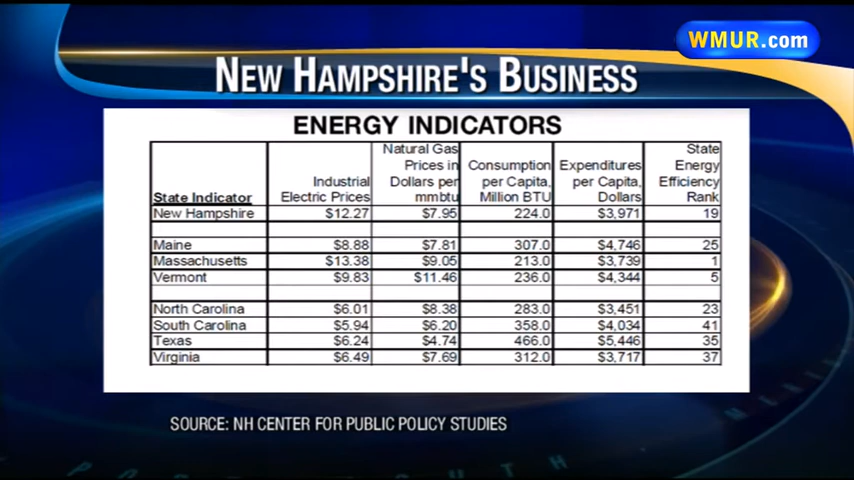 WMUR.com
NEW HAMPSHIRE'S BUSINESS
ENERGY INDICATORS
State Indicator Industrial Electric Prices Natural Gas Prices in Dollars per mmbtu Consumption per Capita, Million BTU Expenditures per Capita, Dollars State Energy Efficiency Rank
New Hampshire $12.27 $7.95 224.0 $3,971 19
Maine $8.88 $7.81 307.0 $4,746 25
Massachusetts $13.38 $9.05 213.0 $3,739 1
Vermont $9.83 $11.46 236.0 $4,344 5
North Carolina $6.01 $8.38 283.0 $3,451 23
South Carolina $5.94 $6.20 358.0 $4,034 41
Texas $6.24 $4.74 466.0 $5,446 35
Virginia $6.49 $7.69 312.0 $3,717 37
SOURCE: NH CENTER FOR PUBLIC POLICY STUDIES